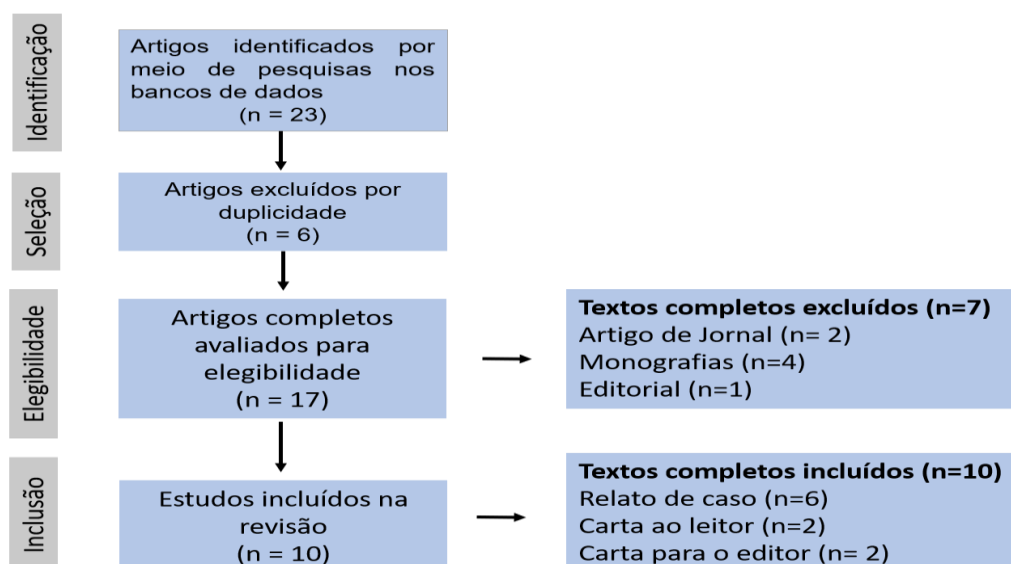 Identificação
Artigos identificados por
meio de pesquisas nos
bancos de dados
(n = 23)
Seleção
Artigos excluídos por
duplicidade
(n = 6)
Elegibilidade
Artigos completos
avaliados para
elegibilidade
(n = 17)
Textos completos excluídos (n=7)
Artigo de Jornal (n= 2)
Monografias (n=4)
Editorial (n=1)
Inclusão
Estudos incluídos na
revisão
(n = 10)
Textos completos incluídos (n=10)
Relato de caso (n=6)
Carta ao leitor (n=2)
Carta para o editor (n= 2)